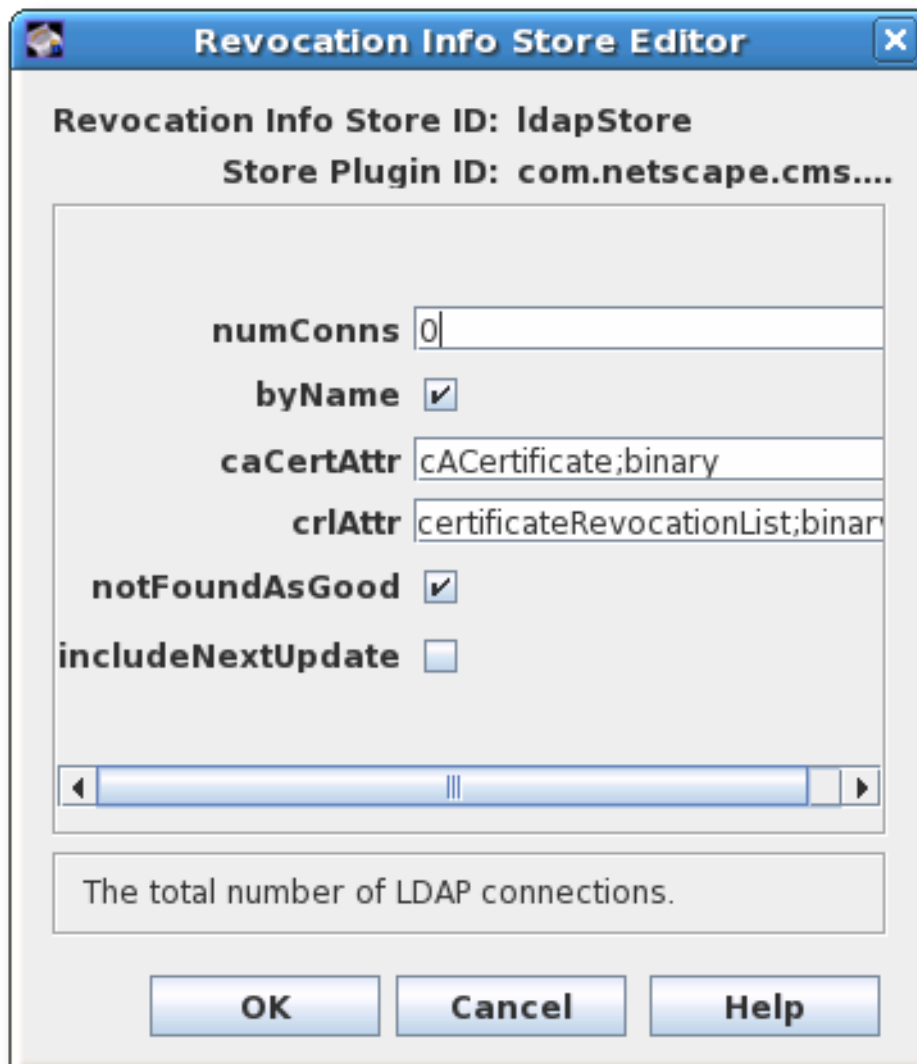 Revocation Info Store Editor
Revocation Info Store ID: ldapStore
Store Plugin ID: com.netscape.cms....
numConns 0
byName
caCertAttr cACertificate;binary
crlAttr certificateRevocationList;binary
notFoundAsGood
includeNextUpdate
The total number of LDAP connections.
OK Cancel Help